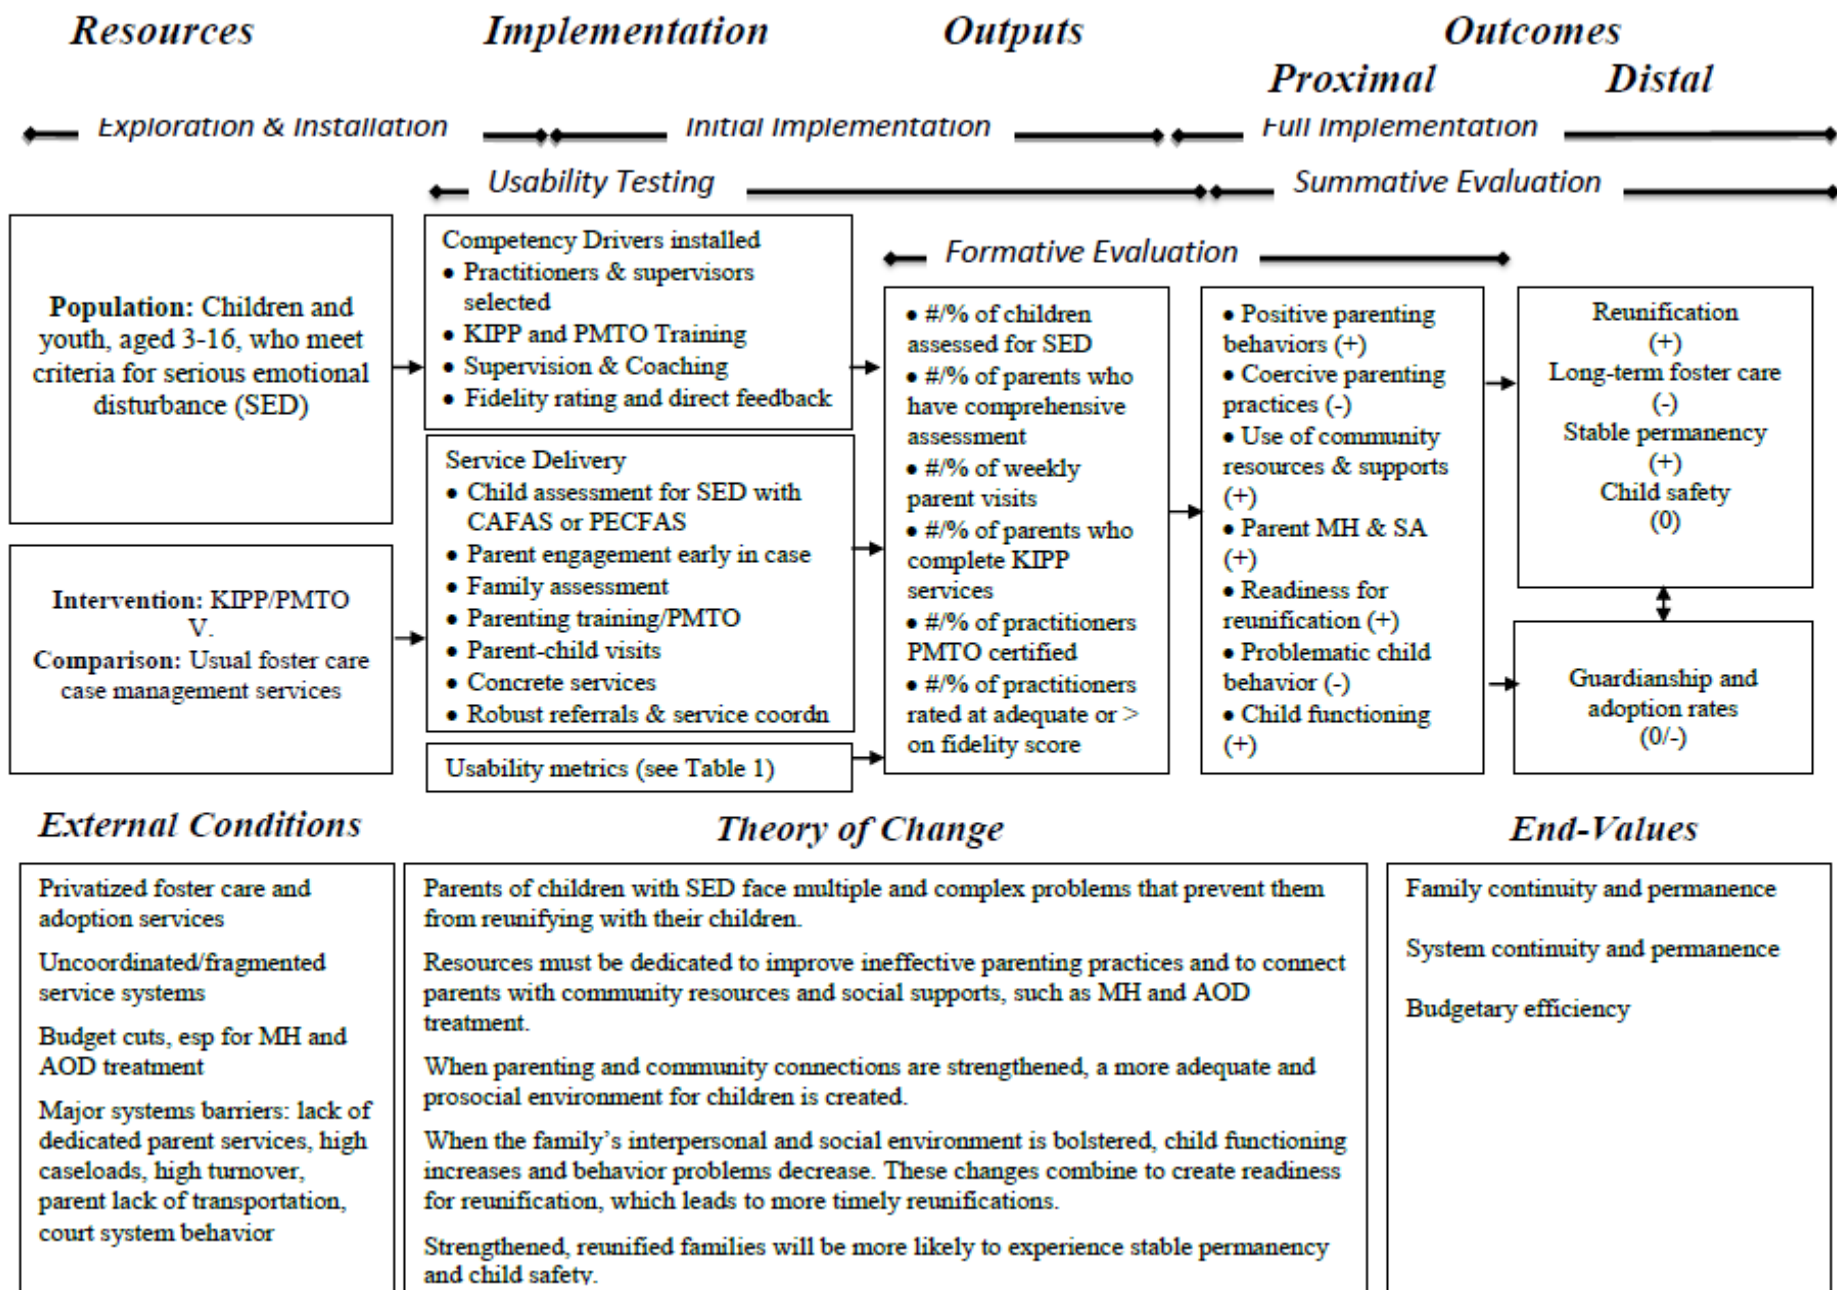 Resources
Implementation
Outputs
Outcomes
Proximal
Distal
Exploration & Installation
Initial Implementation
Full Implementation
Usability Testing
Summative Evaluation
Formative Evaluation
Population: Children and
youth, aged 3-16, who meet
criteria for serious emotional
disturbance (SED)
Intervention: KIPP/PMTO
V.
Comparison: Usual foster care
case management services
Competency Drivers installed
• Practitioners & supervisors
selected
• KIPP and PMTO Training
• Supervision & Coaching
• Fidelity rating and direct feedback
Service Delivery
• Child assessment for SED with
CAFAS or PECFAS
• Parent engagement early in case
• Family assessment
• Parenting training/PMTO
• Parent-child visits
• Concrete services
• Robust referrals & service coordn
Usability metrics (see Table 1)
• #/% of children
assessed for SED
• #/% of parents who
have comprehensive
assessment
• #/% of weekly
parent visits
• #/% of parents who
complete KIPP
services
• #/% of practitioners
PMTO certified
• #/% of practitioners
rated at adequate or >
on fidelity score
• Positive parenting
behaviors (+)
• Coercive parenting
practices (-)
• Use of community
resources & supports
(+)
• Parent MH & SA
(+)
• Readiness for
reunification (+)
• Problematic child
behavior (-)
• Child functioning
(+)
Reunification
(+)
Long-term foster care
(-)
Stable permanency
(+)
Child safety
(0)
Guardianship and
adoption rates
(0/-)
External Conditions
Privatized foster care and
adoption services
Uncoordinated/fragmented
service systems
Budget cuts, esp for MH and
AOD treatment
Major systems barriers: lack of
dedicated parent services, high
caseloads, high turnover,
parent lack of transportation,
court system behavior
Theory of Change
Parents of children with SED face multiple and complex problems that prevent them
from reunifying with their children.
Resources must be dedicated to improve ineffective parenting practices and to connect
parents with community resources and social supports, such as MH and AOD
treatment.
When parenting and community connections are strengthened, a more adequate and
prosocial environment for children is created.
When the family’s interpersonal and social environment is bolstered, child functioning
increases and behavior problems decrease. These changes combine to create readiness
for reunification, which leads to more timely reunifications.
Strengthened, reunified families will be more likely to experience stable permanency
and child safety.
End-Values
Family continuity and permanence
System continuity and permanence
Budgetary efficiency